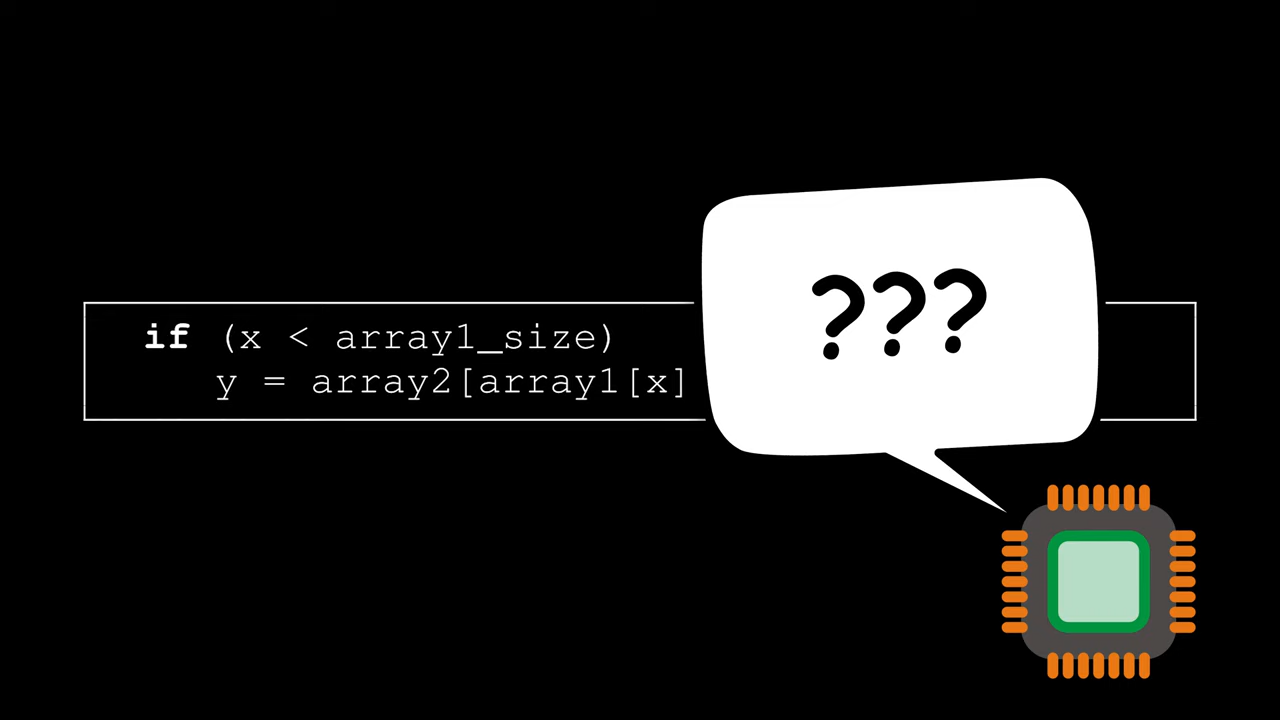 if (x < array1_size)
y = array2[array1[x]
???